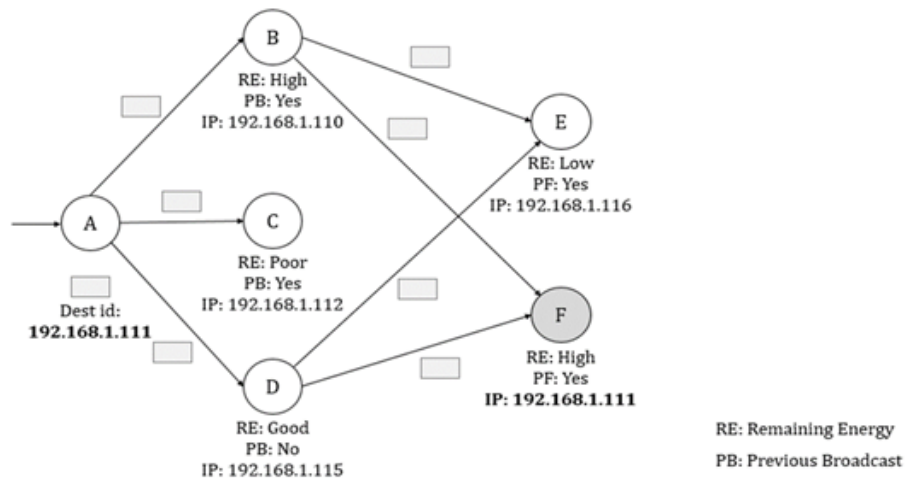 B
RE: High
PB: Yes
IP: 192.168.1.110
E
RE: Low
PF: Yes
IP: 192.168.1.116
A
Dest id:
192.168.1.111
C
RE: Poor
PB: Yes
IP: 192.168.1.112
F
RE: High
PF: Yes
IP: 192.168.1.111
D
RE: Good
PB: No
IP: 192.168.1.115
RE: Remaining Energy
PB: Previous Broadcast